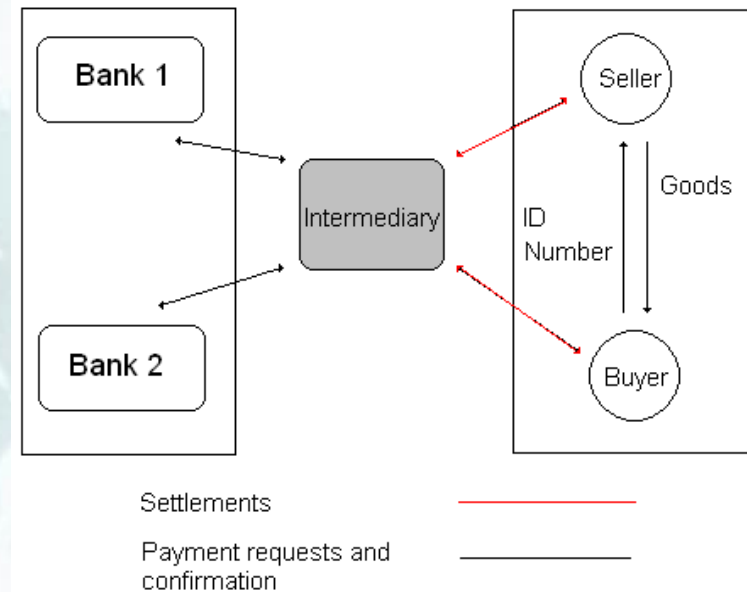 Bank 1
Seller
Goods
Intermediary
ID
Number
Bank 2
Buyer
Settlements
Payment requests and
confirmation